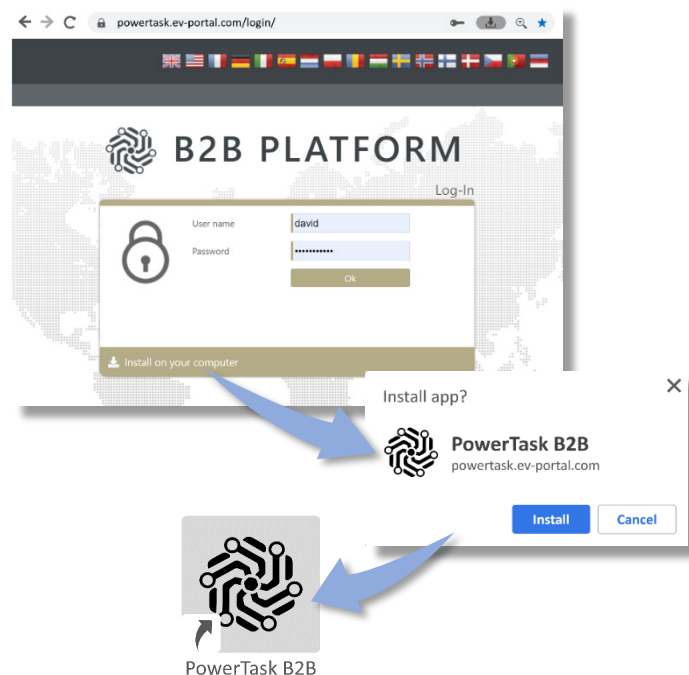 powertask.ev-portal.com/login/
B2B PLATFORM
Log-In
User name
david
Password
•••••••••••
Ok
Install on your computer
Install app?
PowerTask B2B
powertask.ev-portal.com
Install
Cancel
PowerTask B2B